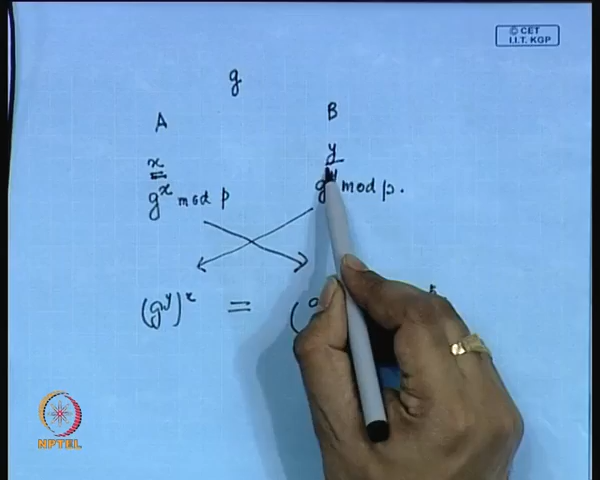 © CET
I.I.T. KGP
g
A B
x y
g^x mod p g^y mod p.
(g^y)^x = (g
NPTEL